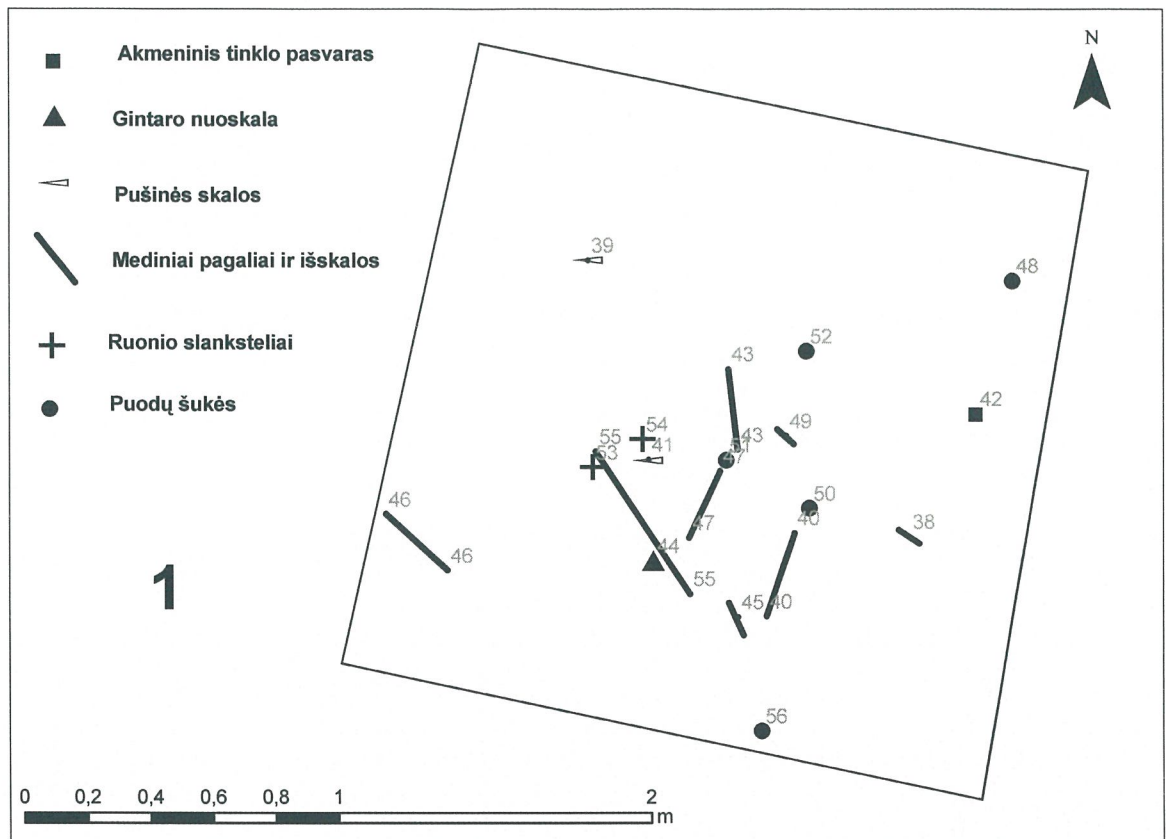 Akmeninis tinklo pasvaras
Gintaro nuoskala
Pušinės skalos
Mediniai pagaliai ir išskalos
Ruonio slanksteliai
Puodų šukės
N
39
48
52
43
42
54
49
55
43
41
51
53
47
46
50
40
38
47
44
46
55
45
40
1
56
0 0,2 0,4 0,6 0,8 1 2
m